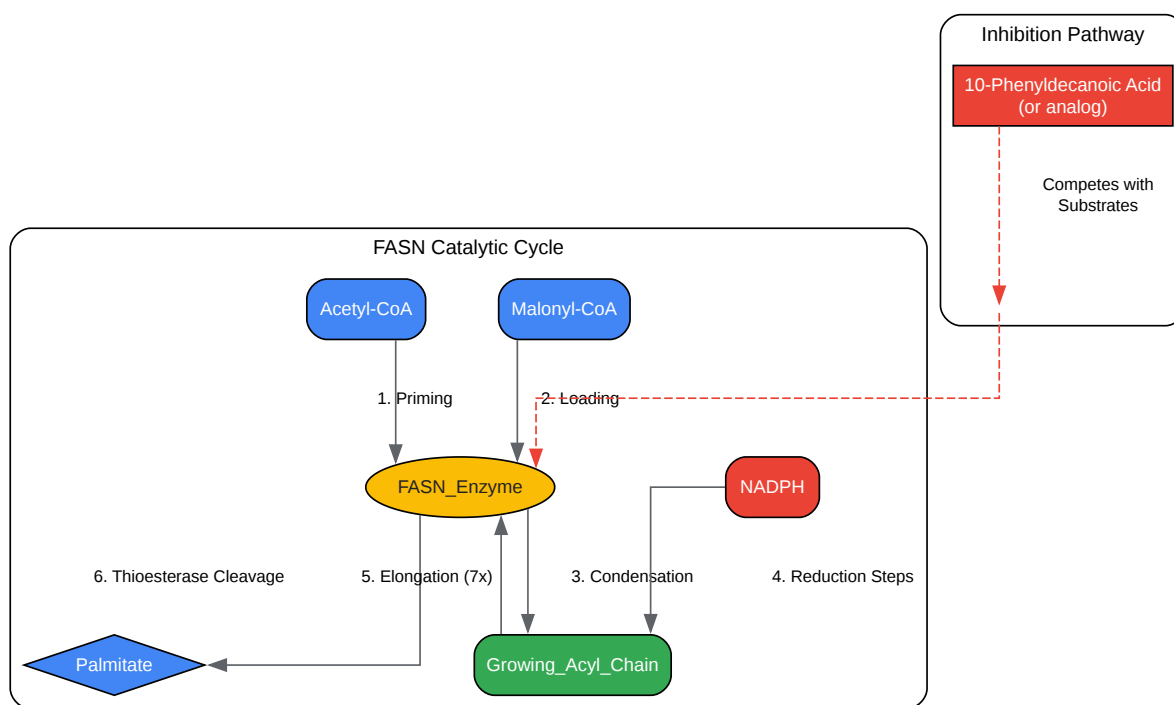 Inhibition Pathway
10-Phenyldecanoic Acid
(or analog)
Competes with
Substrates
FASN Catalytic Cycle
Acetyl-CoA
Malonyl-CoA
1. Priming
2. Loading
FASN_Enzyme
NADPH
6. Thioesterase Cleavage
5. Elongation (7x)
3. Condensation
4. Reduction Steps
Palmitate
Growing_Acyl_Chain